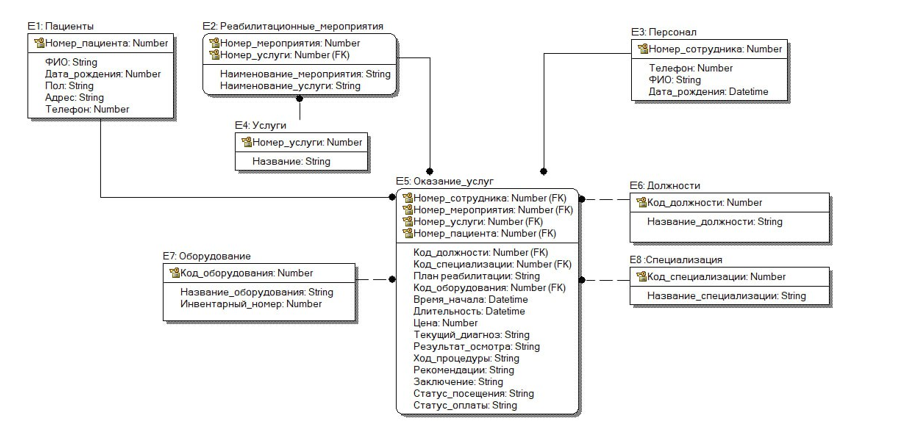 E1: Пациенты
Номер_пациента: Number
ФИО: String
Дата_рождения: Number
Пол: String
Адрес: String
Телефон: Number
E2: Реабилитационные_мероприятия
Номер_мероприятия: Number
Номер_услуги: Number (FK)
Наименование_мероприятия: String
Наименование_услуги: String
E3: Персонал
Номер_сотрудника: Number
Телефон: Number
ФИО: String
Дата_рождения: Datetime
E4: Услуги
Номер_услуги: Number
Название: String
E5: Оказание_услуг
Номер_сотрудника: Number (FK)
Номер_мероприятия: Number (FK)
Номер_услуги: Number (FK)
Номер_пациента: Number (FK)
Код_должности: Number (FK)
Код_специализации: Number (FK)
План_реабилитации: String
Код_оборудования: Number (FK)
Время_начала: Datetime
Длительность: Datetime
Цена: Number
Текущий_диагноз: String
Результат_осмотра: String
Ход_процедуры: String
Рекомендации: String
Заключение: String
Статус_посещения: String
Статус_оплаты: String
E6: Должности
Код_должности: Number
Название_должности: String
E7: Оборудование
Код_оборудования: Number
Название_оборудования: String
Инвентарный_номер: Number
E8: Специализация
Код_специализации: Number
Название_специализации: String